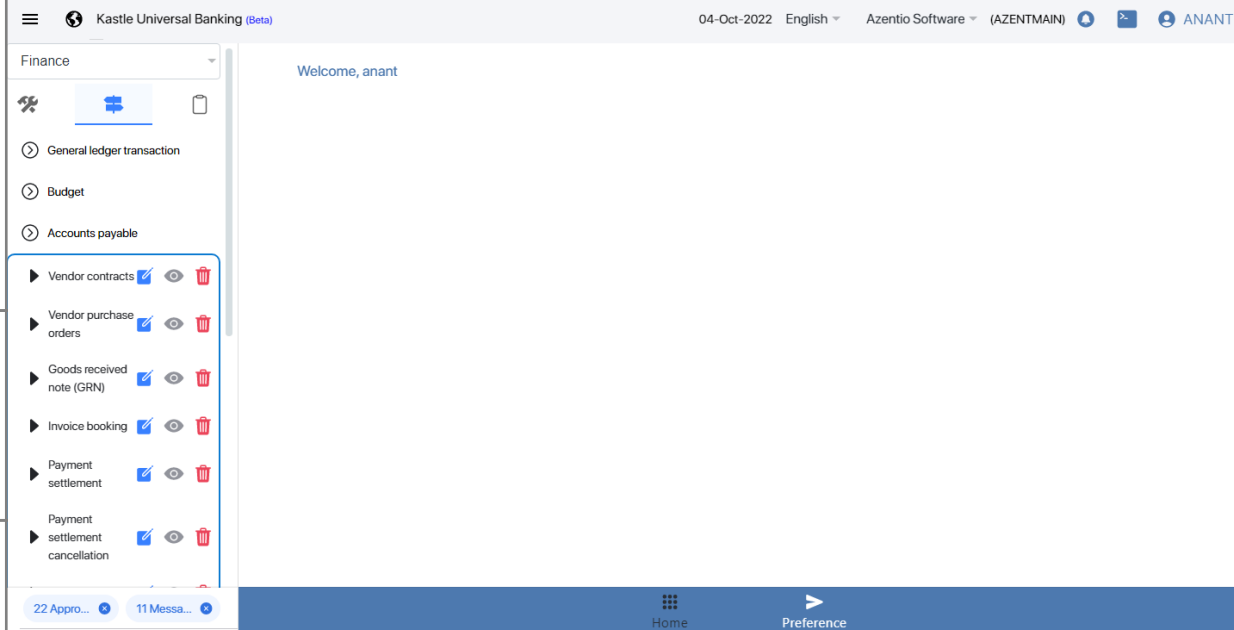 Kastle Universal Banking (Beta)
04-Oct-2022 English Azentio Software (AZENTMAIN) ANANT
Finance
Welcome, anant
General ledger transaction
Budget
Accounts payable
Vendor contracts
Vendor purchase
orders
Goods received
note (GRN)
Invoice booking
Payment
settlement
Payment
settlement
cancellation
22 Appro...
11 Messa...
Home
Preference